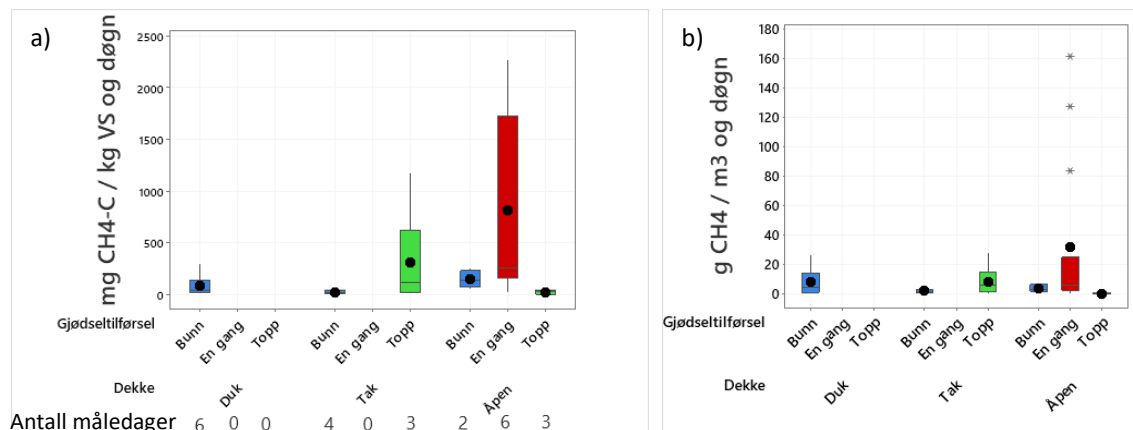 a)
mg CH4-C / kg VS og døgn
2500
2000
1500
1000
500
0
Gjødseltilførsel
Bunn En gang Topp Bunn En gang Topp Bunn En gang Topp
Dekke
Duk Tak Åpen
Antall måledager 6 0 0 4 0 3 2 6 3
b)
g CH4 / m3 og døgn
180
160
140
120
100
80
60
40
20
0
Gjødseltilførsel
Bunn En gang Topp Bunn En gang Topp Bunn En gang Topp
Dekke
Duk Tak Åpen